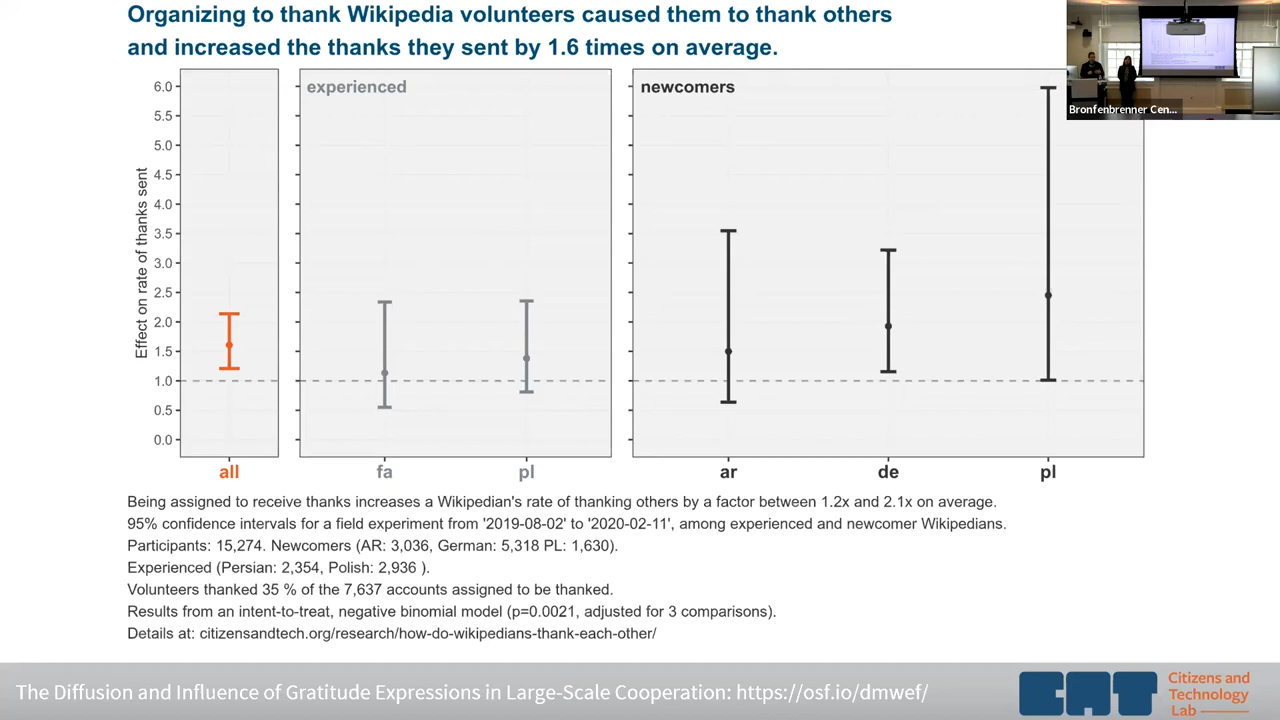 Organizing to thank Wikipedia volunteers caused them to thank others
and increased the thanks they sent by 1.6 times on average.
Bronfenbrenner Cen...
experienced
newcomers
Effect on rate of thanks sent
6.0
5.5
5.0
4.5
4.0
3.5
3.0
2.5
2.0
1.5
1.0
0.5
0.0
all
fa
pl
ar
de
pl
Being assigned to receive thanks increases a Wikipedian's rate of thanking others by a factor between 1.2x and 2.1x on average.
95% confidence intervals for a field experiment from '2019-08-02' to '2020-02-11', among experienced and newcomer Wikipedians.
Participants: 15,274. Newcomers (AR: 3,036, German: 5,318 PL: 1,630).
Experienced (Persian: 2,354, Polish: 2,936 ).
Volunteers thanked 35 % of the 7,637 accounts assigned to be thanked.
Results from an intent-to-treat, negative binomial model (p=0.0021, adjusted for 3 comparisons).
Details at: citizensandtech.org/research/how-do-wikipedians-thank-each-other/
The Diffusion and Influence of Gratitude Expressions in Large-Scale Cooperation: https://osf.io/dmwef/
CAT
Citizens and
Technology
Lab